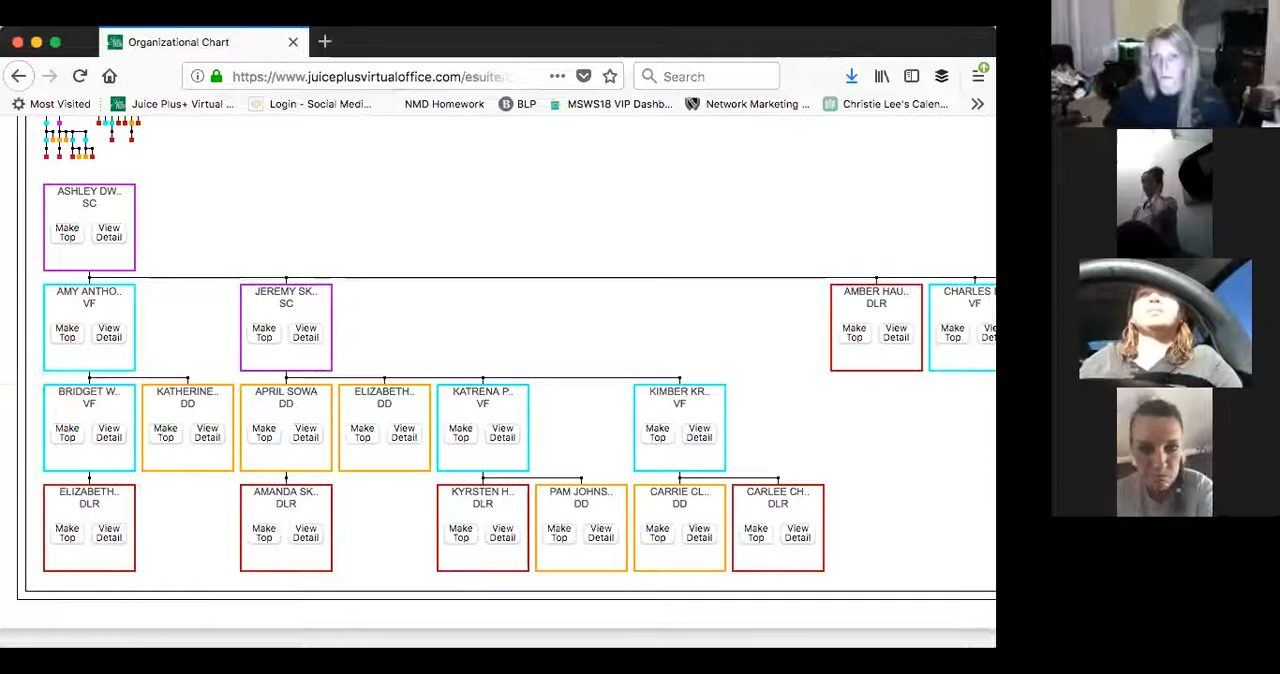 Organizational Chart
https://www.juiceplusvirtualoffice.com/esuite/
Search
Most Visited
Juice Plus+ Virtual ...
Login - Social Medi...
NMD Homework
BLP
MSWS18 VIP Dashb...
Network Marketing ...
Christie Lee's Calen...
ASHLEY DW..
SC
Make Top
View Detail
AMY ANTHO..
VF
Make Top
View Detail
JEREMY SK..
SC
Make Top
View Detail
AMBER HAU..
DLR
Make Top
View Detail
CHARLES
VF
Make Top
BRIDGET W..
VF
Make Top
View Detail
KATHERINE..
DD
Make Top
View Detail
APRIL SOWA
DD
Make Top
View Detail
ELIZABETH..
DD
Make Top
View Detail
KATRENA P..
VF
Make Top
View Detail
KIMBER KR..
VF
Make Top
View Detail
ELIZABETH..
DLR
Make Top
View Detail
AMANDA SK..
DLR
Make Top
View Detail
KYRSTEN H..
DLR
Make Top
View Detail
PAM JOHNS..
DD
Make Top
View Detail
CARRIE CL..
DD
Make Top
View Detail
CARLEE CH..
DLR
Make Top
View Detail